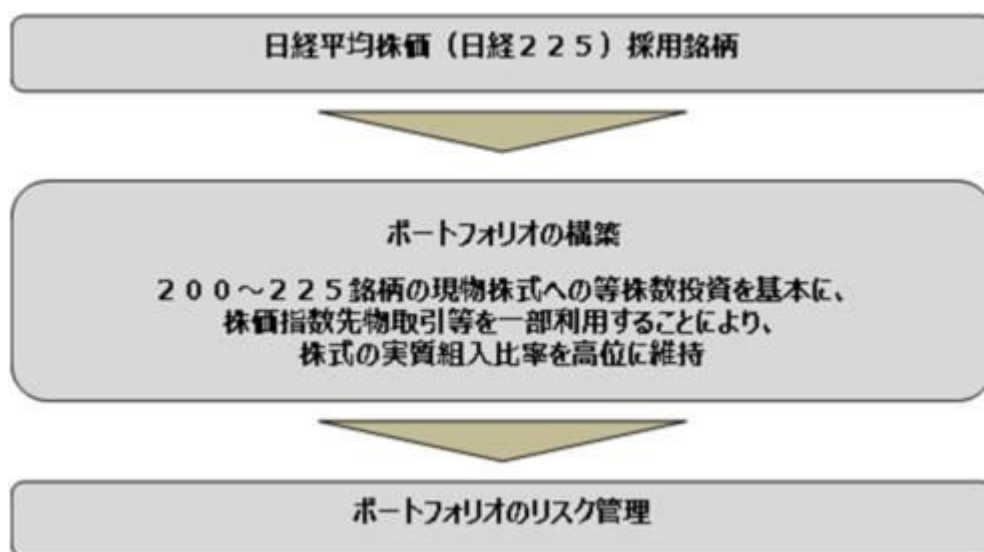 日経平均株価（日経２２５）採用銘柄
ポートフォリオの構築
２００～２２５銘柄の現物株式への等株数投資を基本に、
株価指数先物取引等を一部利用することにより、
株式の実質組入比率を高位に維持
ポートフォリオのリスク管理